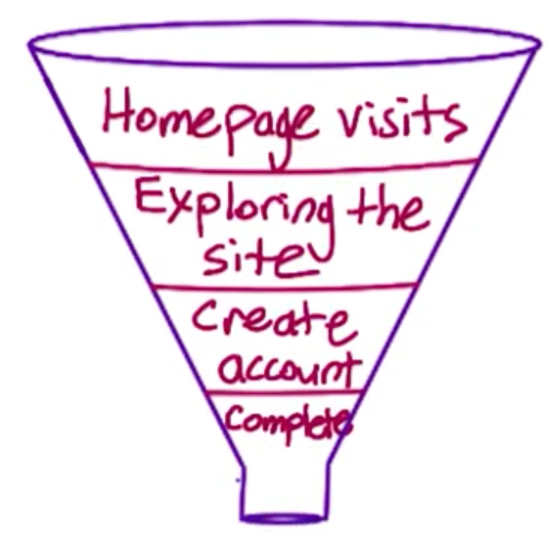 Homepage visits
Exploring the
site
Create
account
Complete